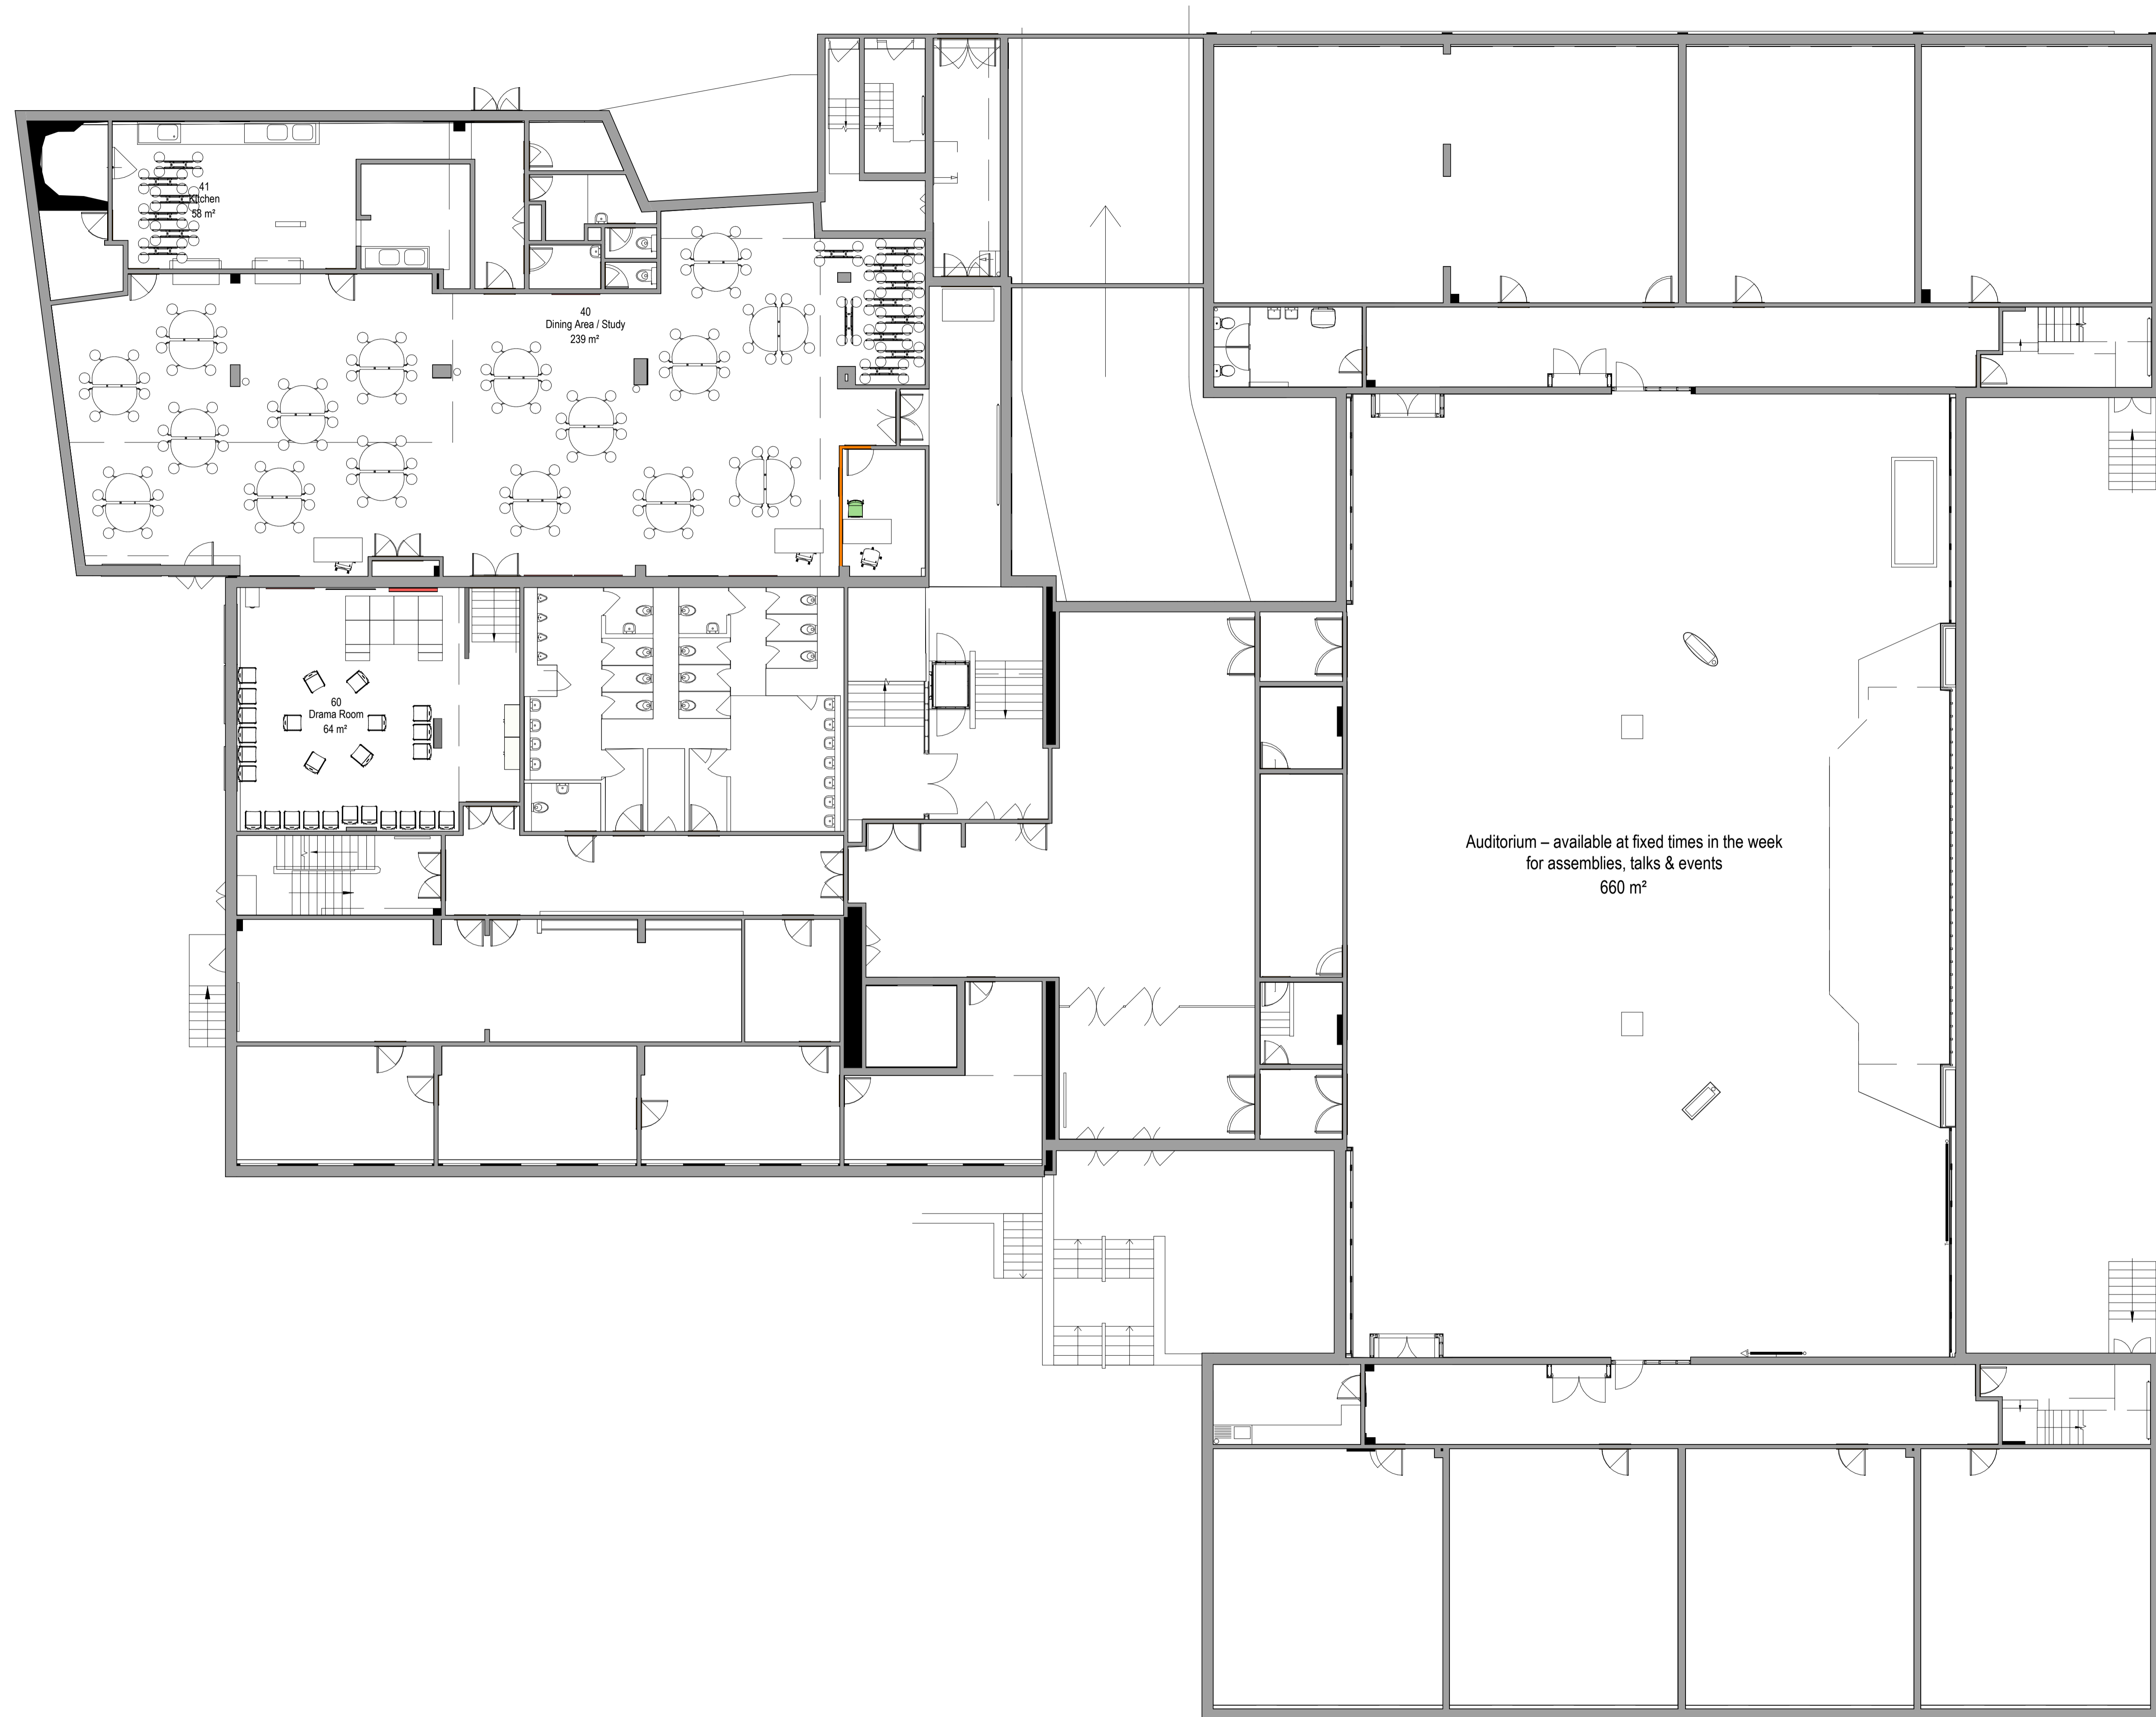 41
Kitchen
58 m²
40
Dining Area / Study
239 m²
60
Drama Room
64 m²
Auditorium – available at fixed times in the week
for assemblies, talks & events
660 m²